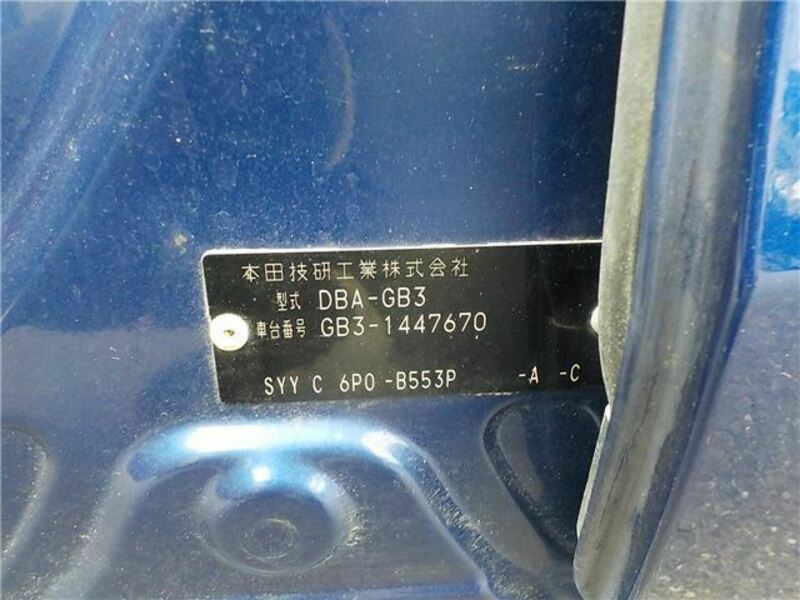 本田技研工業株式会社
型式 DBA-GB3
車台番号 GB3-1447670
SYY C 6P0 -B553P -A -C